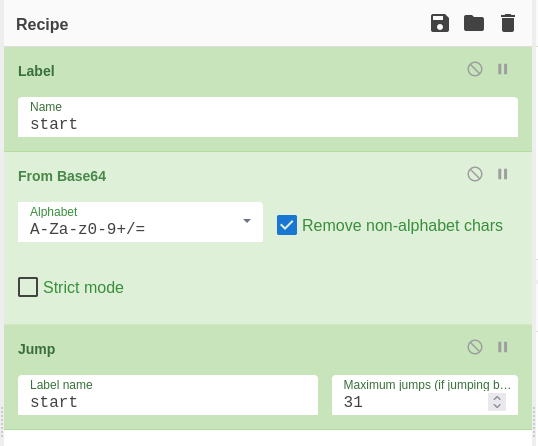 Recipe
Label
Name
start
From Base64
Alphabet
A-Za-z0-9+/=
Remove non-alphabet chars
Strict mode
Jump
Label name
start
Maximum jumps (if jumping b…
31